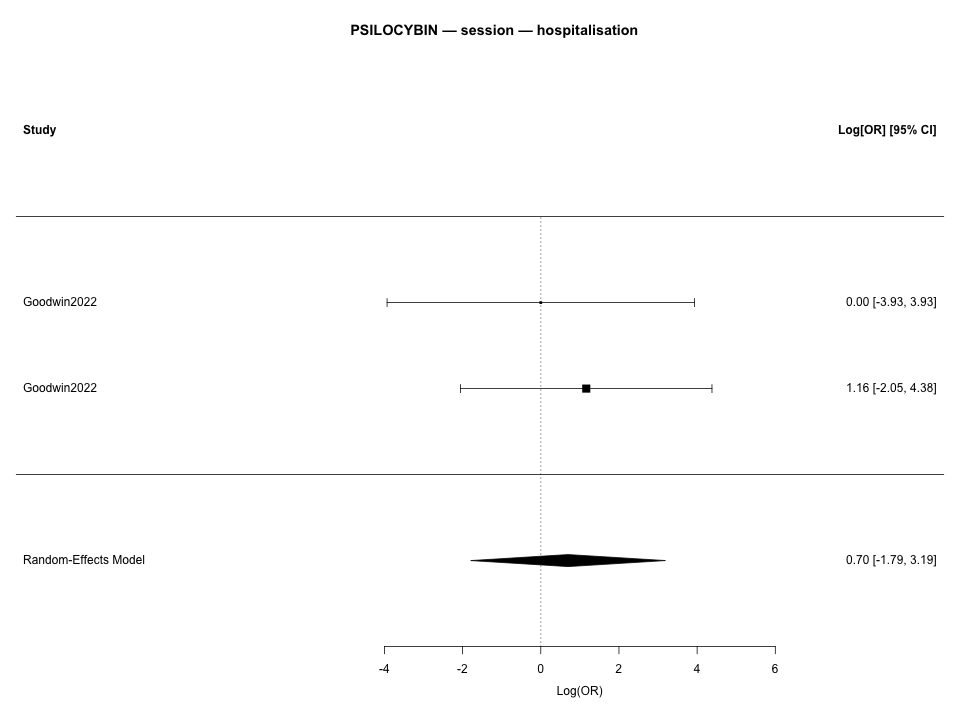 PSILOCYBIN — session — hospitalisation
Study Log[OR] [95% CI]
Goodwin2022 0.00 [-3.93, 3.93]
Goodwin2022 1.16 [-2.05, 4.38]
Random-Effects Model 0.70 [-1.79, 3.19]
-4 -2 0 2 4 6
Log(OR)